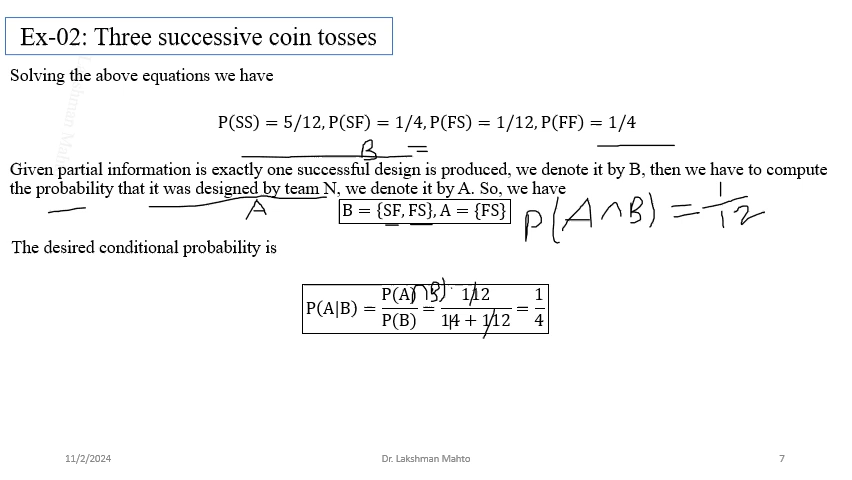 Ex-02: Three successive coin tosses
Solving the above equations we have
P(SS) = 5/12, P(SF) = 1/4, P(FS) = 1/12, P(FF) = 1/4
B =
Given partial information is exactly one successful design is produced, we denote it by B, then we have to compute
the probability that it was designed by team N, we denote it by A. So, we have
A
B = {SF, FS}, A = {FS}
P(A∩B) = 1/12
The desired conditional probability is
P(A|B) = P(A)∩B) / P(B) = 1/12 / 1/4 + 1/12 = 1/4
11/2/2024
Dr. Lakshman Mahto
7